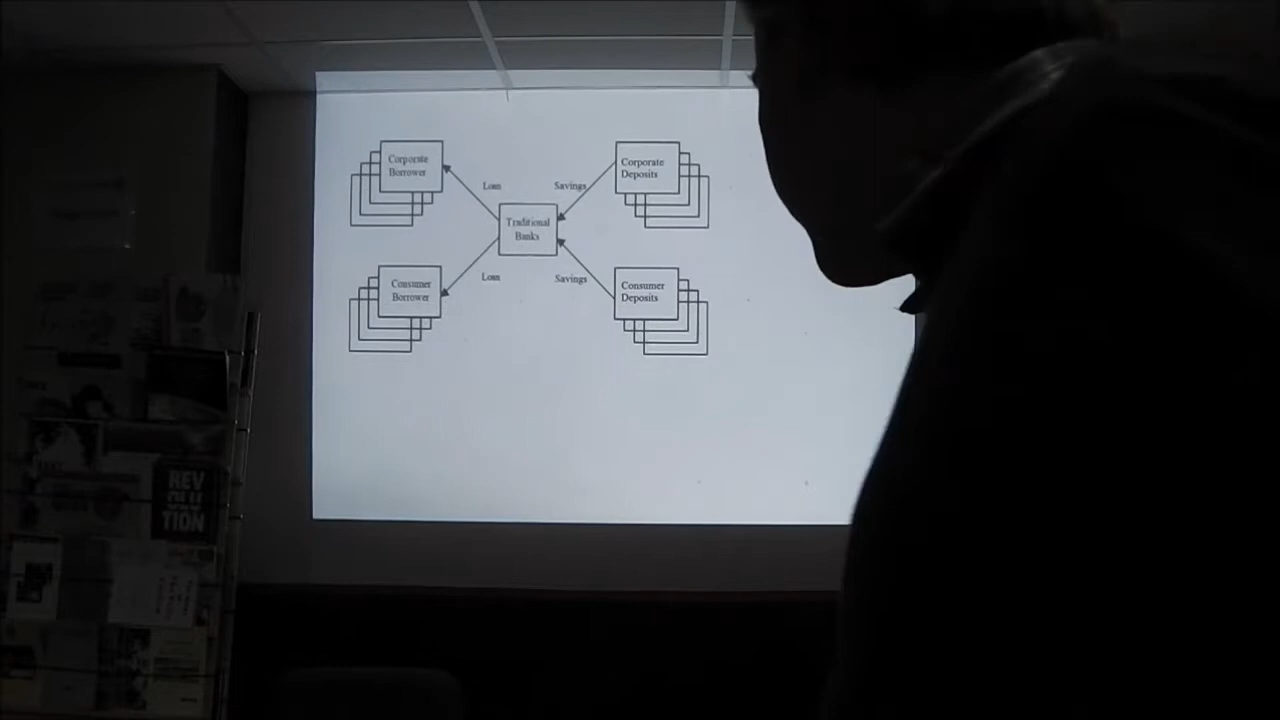 Corporate
Borrower
Loan
Savings
Corporate
Deposits
Traditional
Banks
Consumer
Borrower
Loan
Savings
Consumer
Deposits
REV
OLU
TION